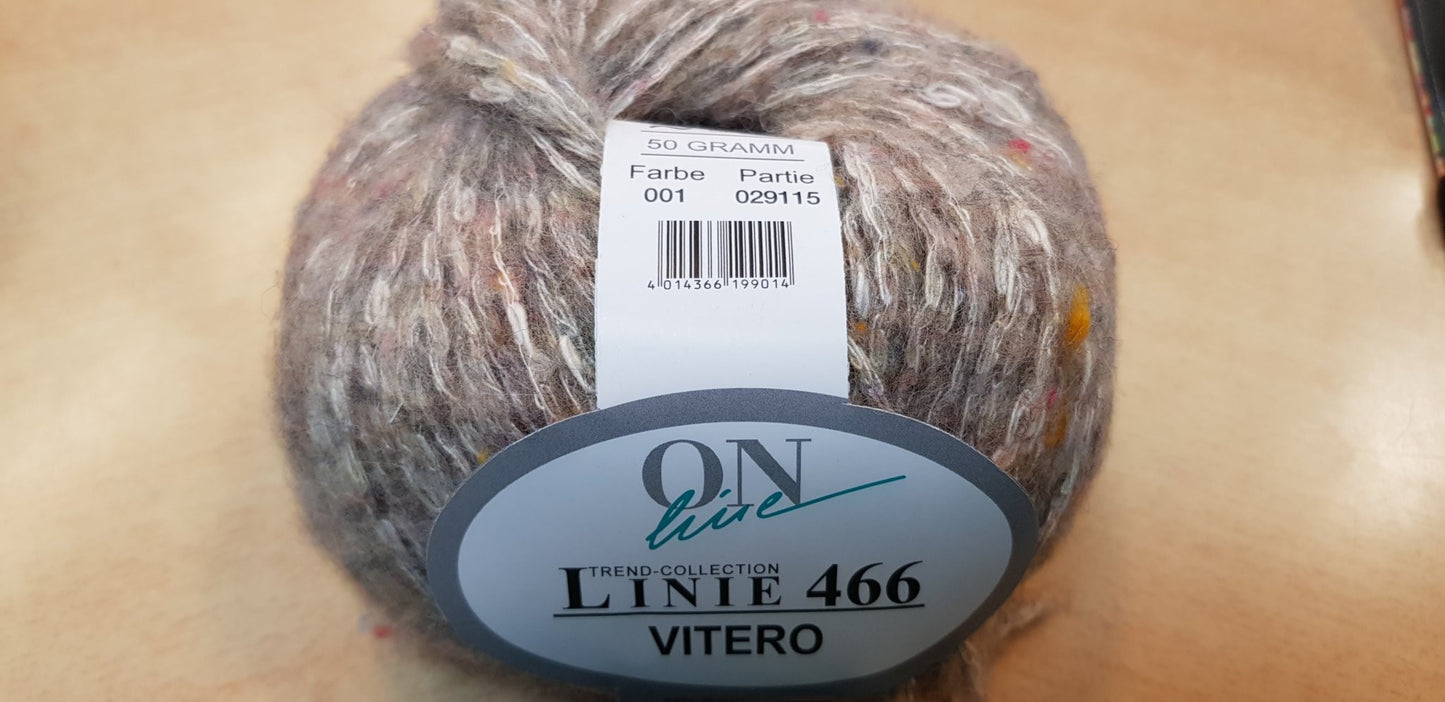 50 GRAMM
Farbe Partie
001 029115
4 014366 199014
ON
line
TREND-COLLECTION
LINIE 466
VITERO